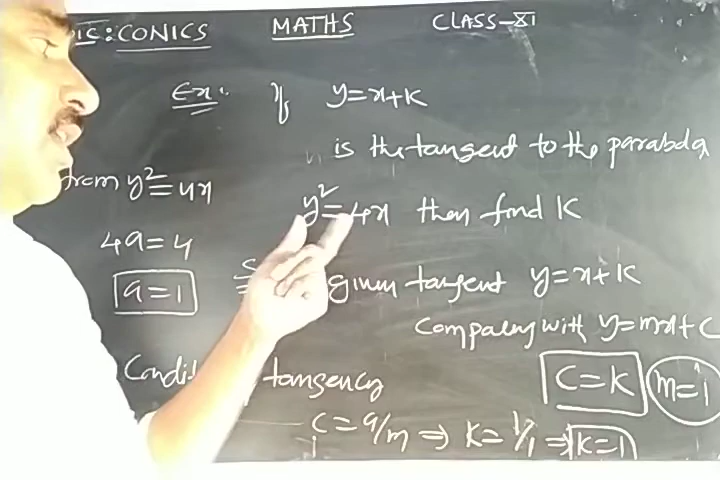 IC: CONICS MATHS CLASS-XI
Ex: If y=x+k
is the tangent to the parabola
y²=4x then find k
from y²=4x
4a=4
a=1
given tangent y=x+k
Comparing with y=mx+c
c=k m=1
tangency
c=a/m ⇒ k=1/1 ⇒ k=1